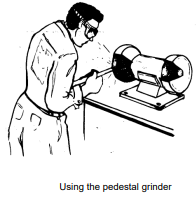 Using the pedestal grinder